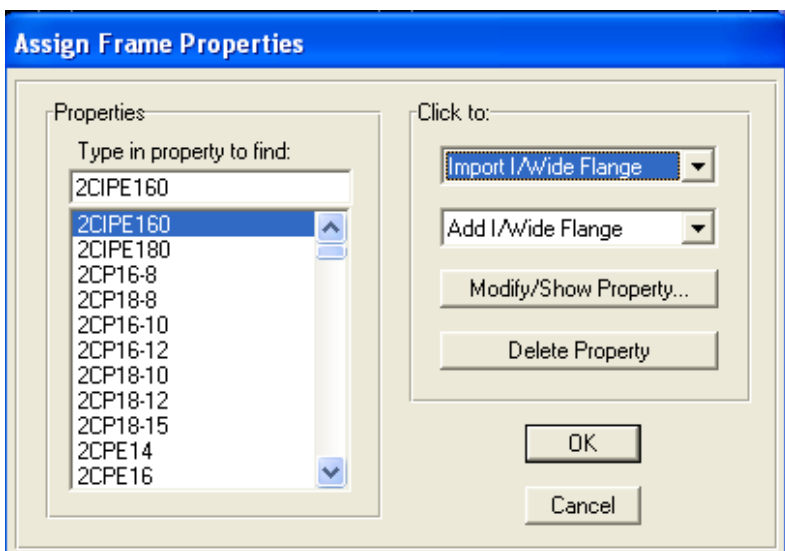 Assign Frame Properties
Properties
Type in property to find:
2CIPE160
2CIPE160
2CIPE180
2CP16-8
2CP18-8
2CP16-10
2CP16-12
2CP18-10
2CP18-12
2CP18-15
2CPE14
2CPE16
Click to:
Import I/Wide Flange
Add I/Wide Flange
Modify/Show Property...
Delete Property
OK
Cancel